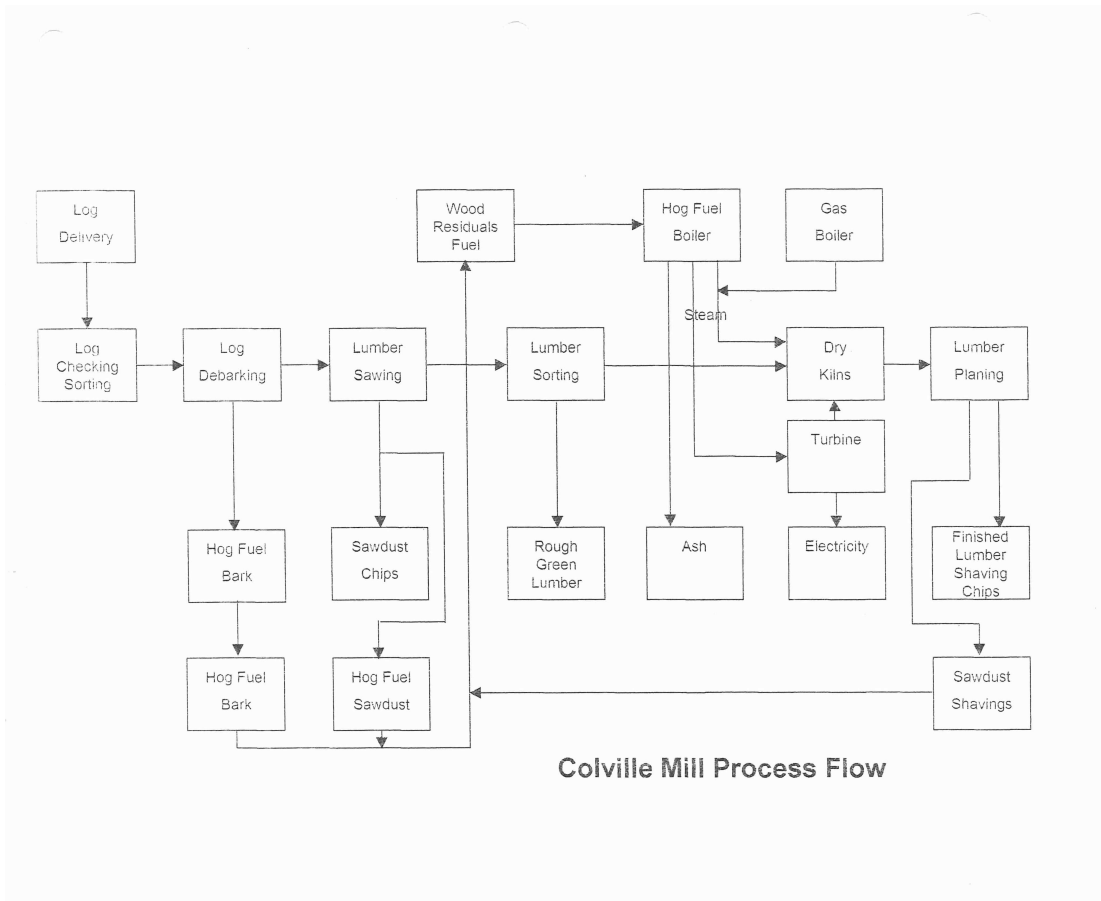 Log
Delivery
Wood
Residuals
Fuel
Hog Fuel
Boiler
Gas
Boiler
Steam
Log
Checking
Sorting
Log
Debarking
Lumber
Sawing
Lumber
Sorting
Dry
Kilns
Lumber
Planing
Turbine
Hog Fuel
Bark
Sawdust
Chips
Rough
Green
Lumber
Ash
Electricity
Finished
Lumber
Shaving
Chips
Hog Fuel
Bark
Hog Fuel
Sawdust
Sawdust
Shavings
Colville Mill Process Flow